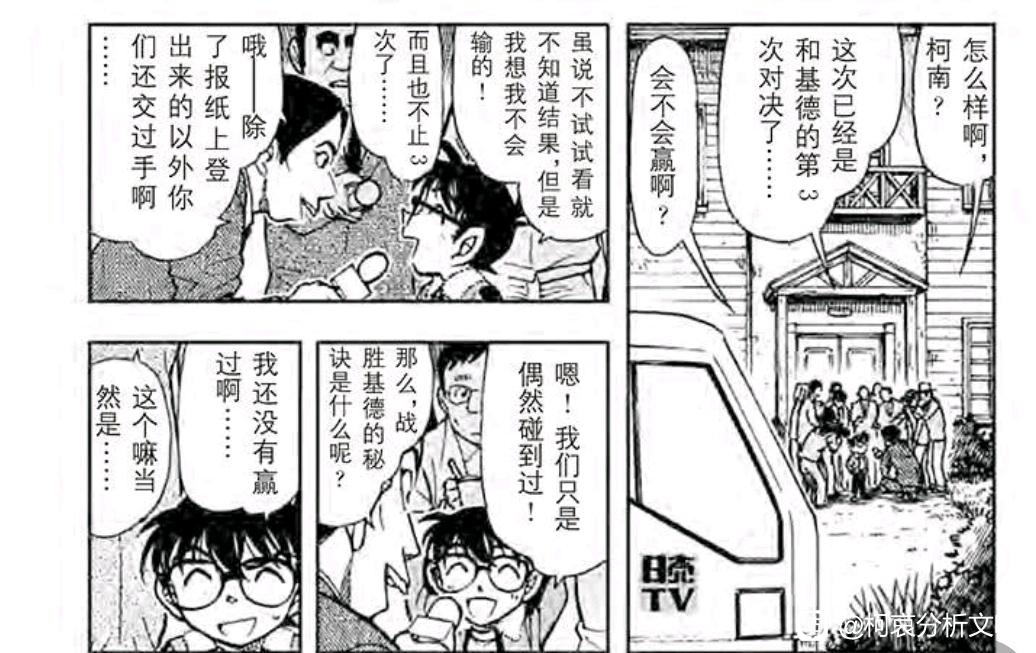 怎么样啊，
柯南？
这次已经是
和基德的第3
次对决了……
会不会赢啊？
虽说不试试看就
不知道结果，但是
我想我不会
输的！
而且也不止3
次了……
哦——除
了报纸上登
出来的以外你
们还交过手啊
……
嗯！我们只是
偶然碰到过！
那么，战
胜基德的秘
诀是什么呢？
我还没有赢
过啊……
这个嘛当
然是……
日売
TV
@柯哀分析文